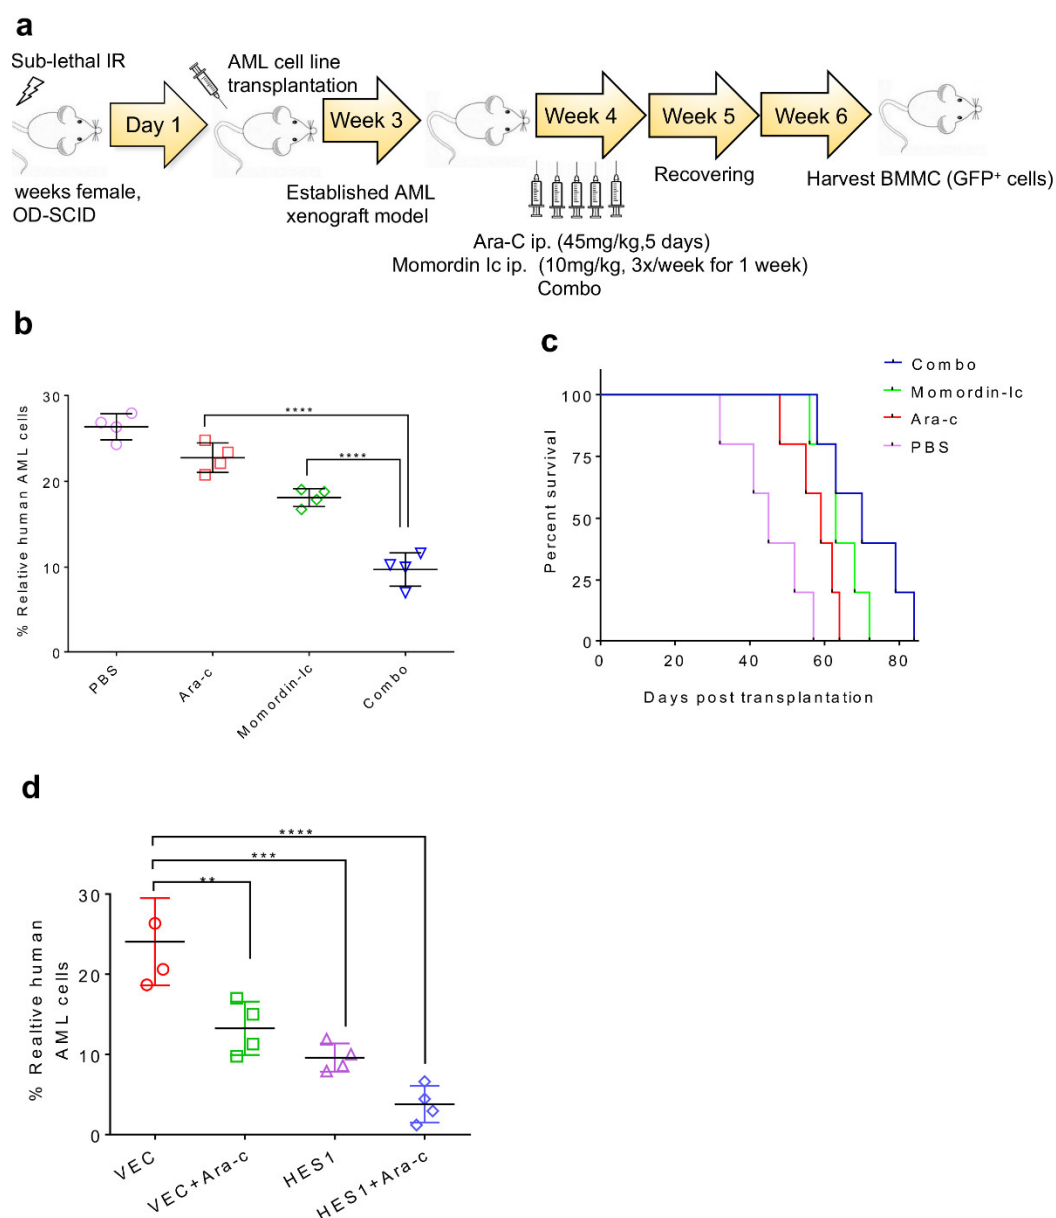 a
Sub-lethal IR
AML cell line
transplantation
Day 1
Week 3
Week 4
Week 5
Week 6
weeks female,
OD-SCID
Established AML
xenograft model
Recovering
Harvest BMMC (GFP⁺ cells)
Ara-C ip. (45mg/kg,5 days)
Momordin Ic ip. (10mg/kg, 3x/week for 1 week)
Combo
b
% Relative human AML cells
30
20
10
0
****
****
PBS
Ara-c
Momordin-Ic
Combo
c
Combo
Momordin-Ic
Ara-c
PBS
Percent survival
100
75
50
25
0
0 20 40 60 80
Days post transplantation
d
% Realtive human
AML cells
30
20
10
0
****
***
**
VEC
VEC+Ara-c
HES1
HES1+Ara-c